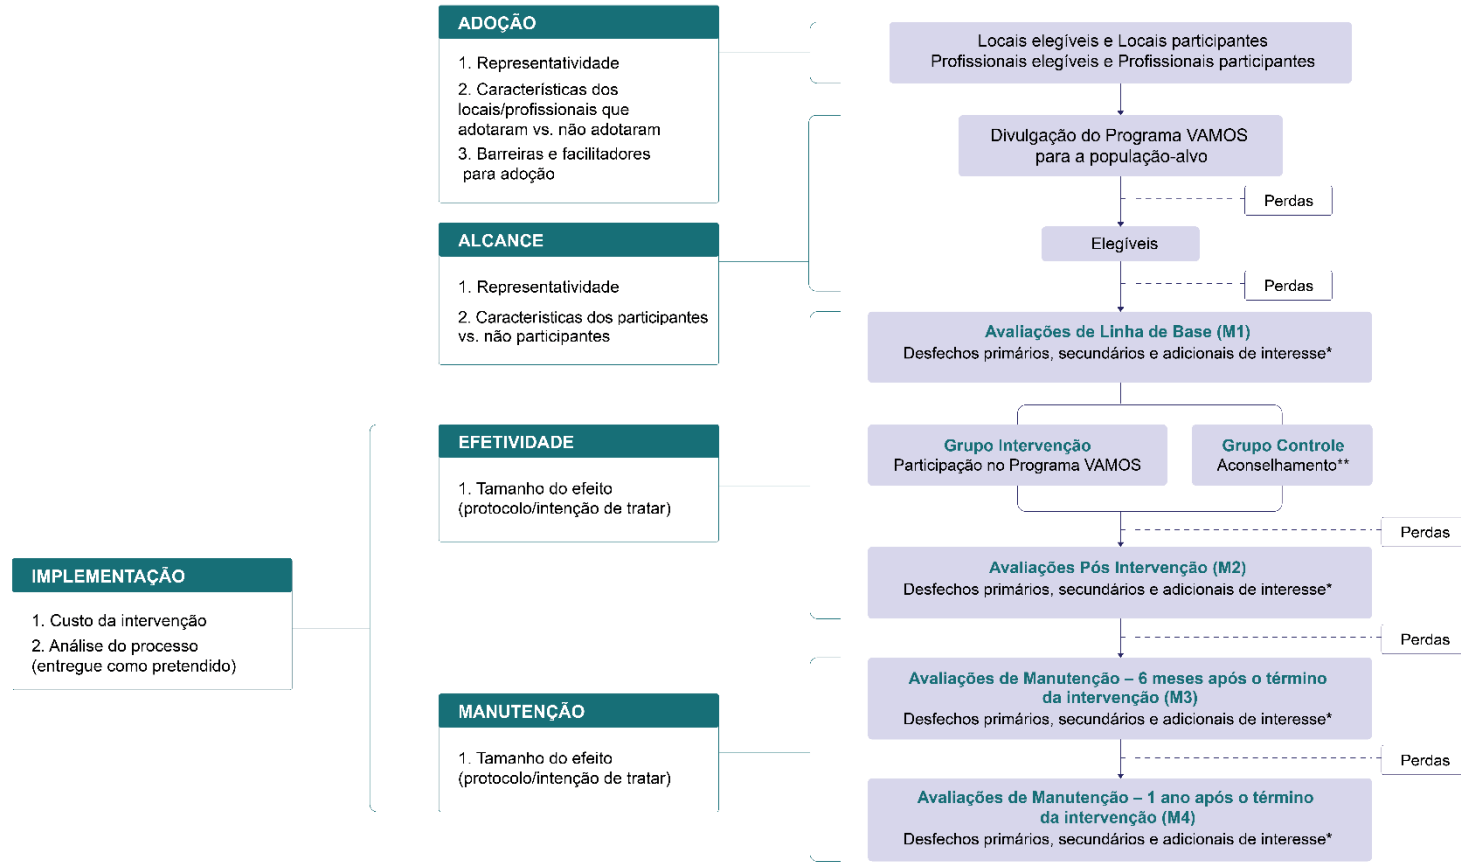 ADOÇÃO
1. Representatividade
2. Características dos
locais/profissionais que
adotaram vs. não adotaram
3. Barreiras e facilitadores
para adoção
ALCANCE
1. Representatividade
2. Características dos participantes
vs. não participantes
EFETIVIDADE
1. Tamanho do efeito
(protocolo/intenção de tratar)
IMPLEMENTAÇÃO
1. Custo da intervenção
2. Análise do processo
(entregue como pretendido)
MANUTENÇÃO
1. Tamanho do efeito
(protocolo/intenção de tratar)
Locais elegíveis e Locais participantes
Profissionais elegíveis e Profissionais participantes
Divulgação do Programa VAMOS
para a população-alvo
Perdas
Elegíveis
Perdas
Avaliações de Linha de Base (M1)
Desfechos primários, secundários e adicionais de interesse*
Grupo Intervenção
Participação no Programa VAMOS
Grupo Controle
Aconselhamento**
Perdas
Avaliações Pós Intervenção (M2)
Desfechos primários, secundários e adicionais de interesse*
Perdas
Avaliações de Manutenção – 6 meses após o término
da intervenção (M3)
Desfechos primários, secundários e adicionais de interesse*
Perdas
Avaliações de Manutenção – 1 ano após o término
da intervenção (M4)
Desfechos primários, secundários e adicionais de interesse*